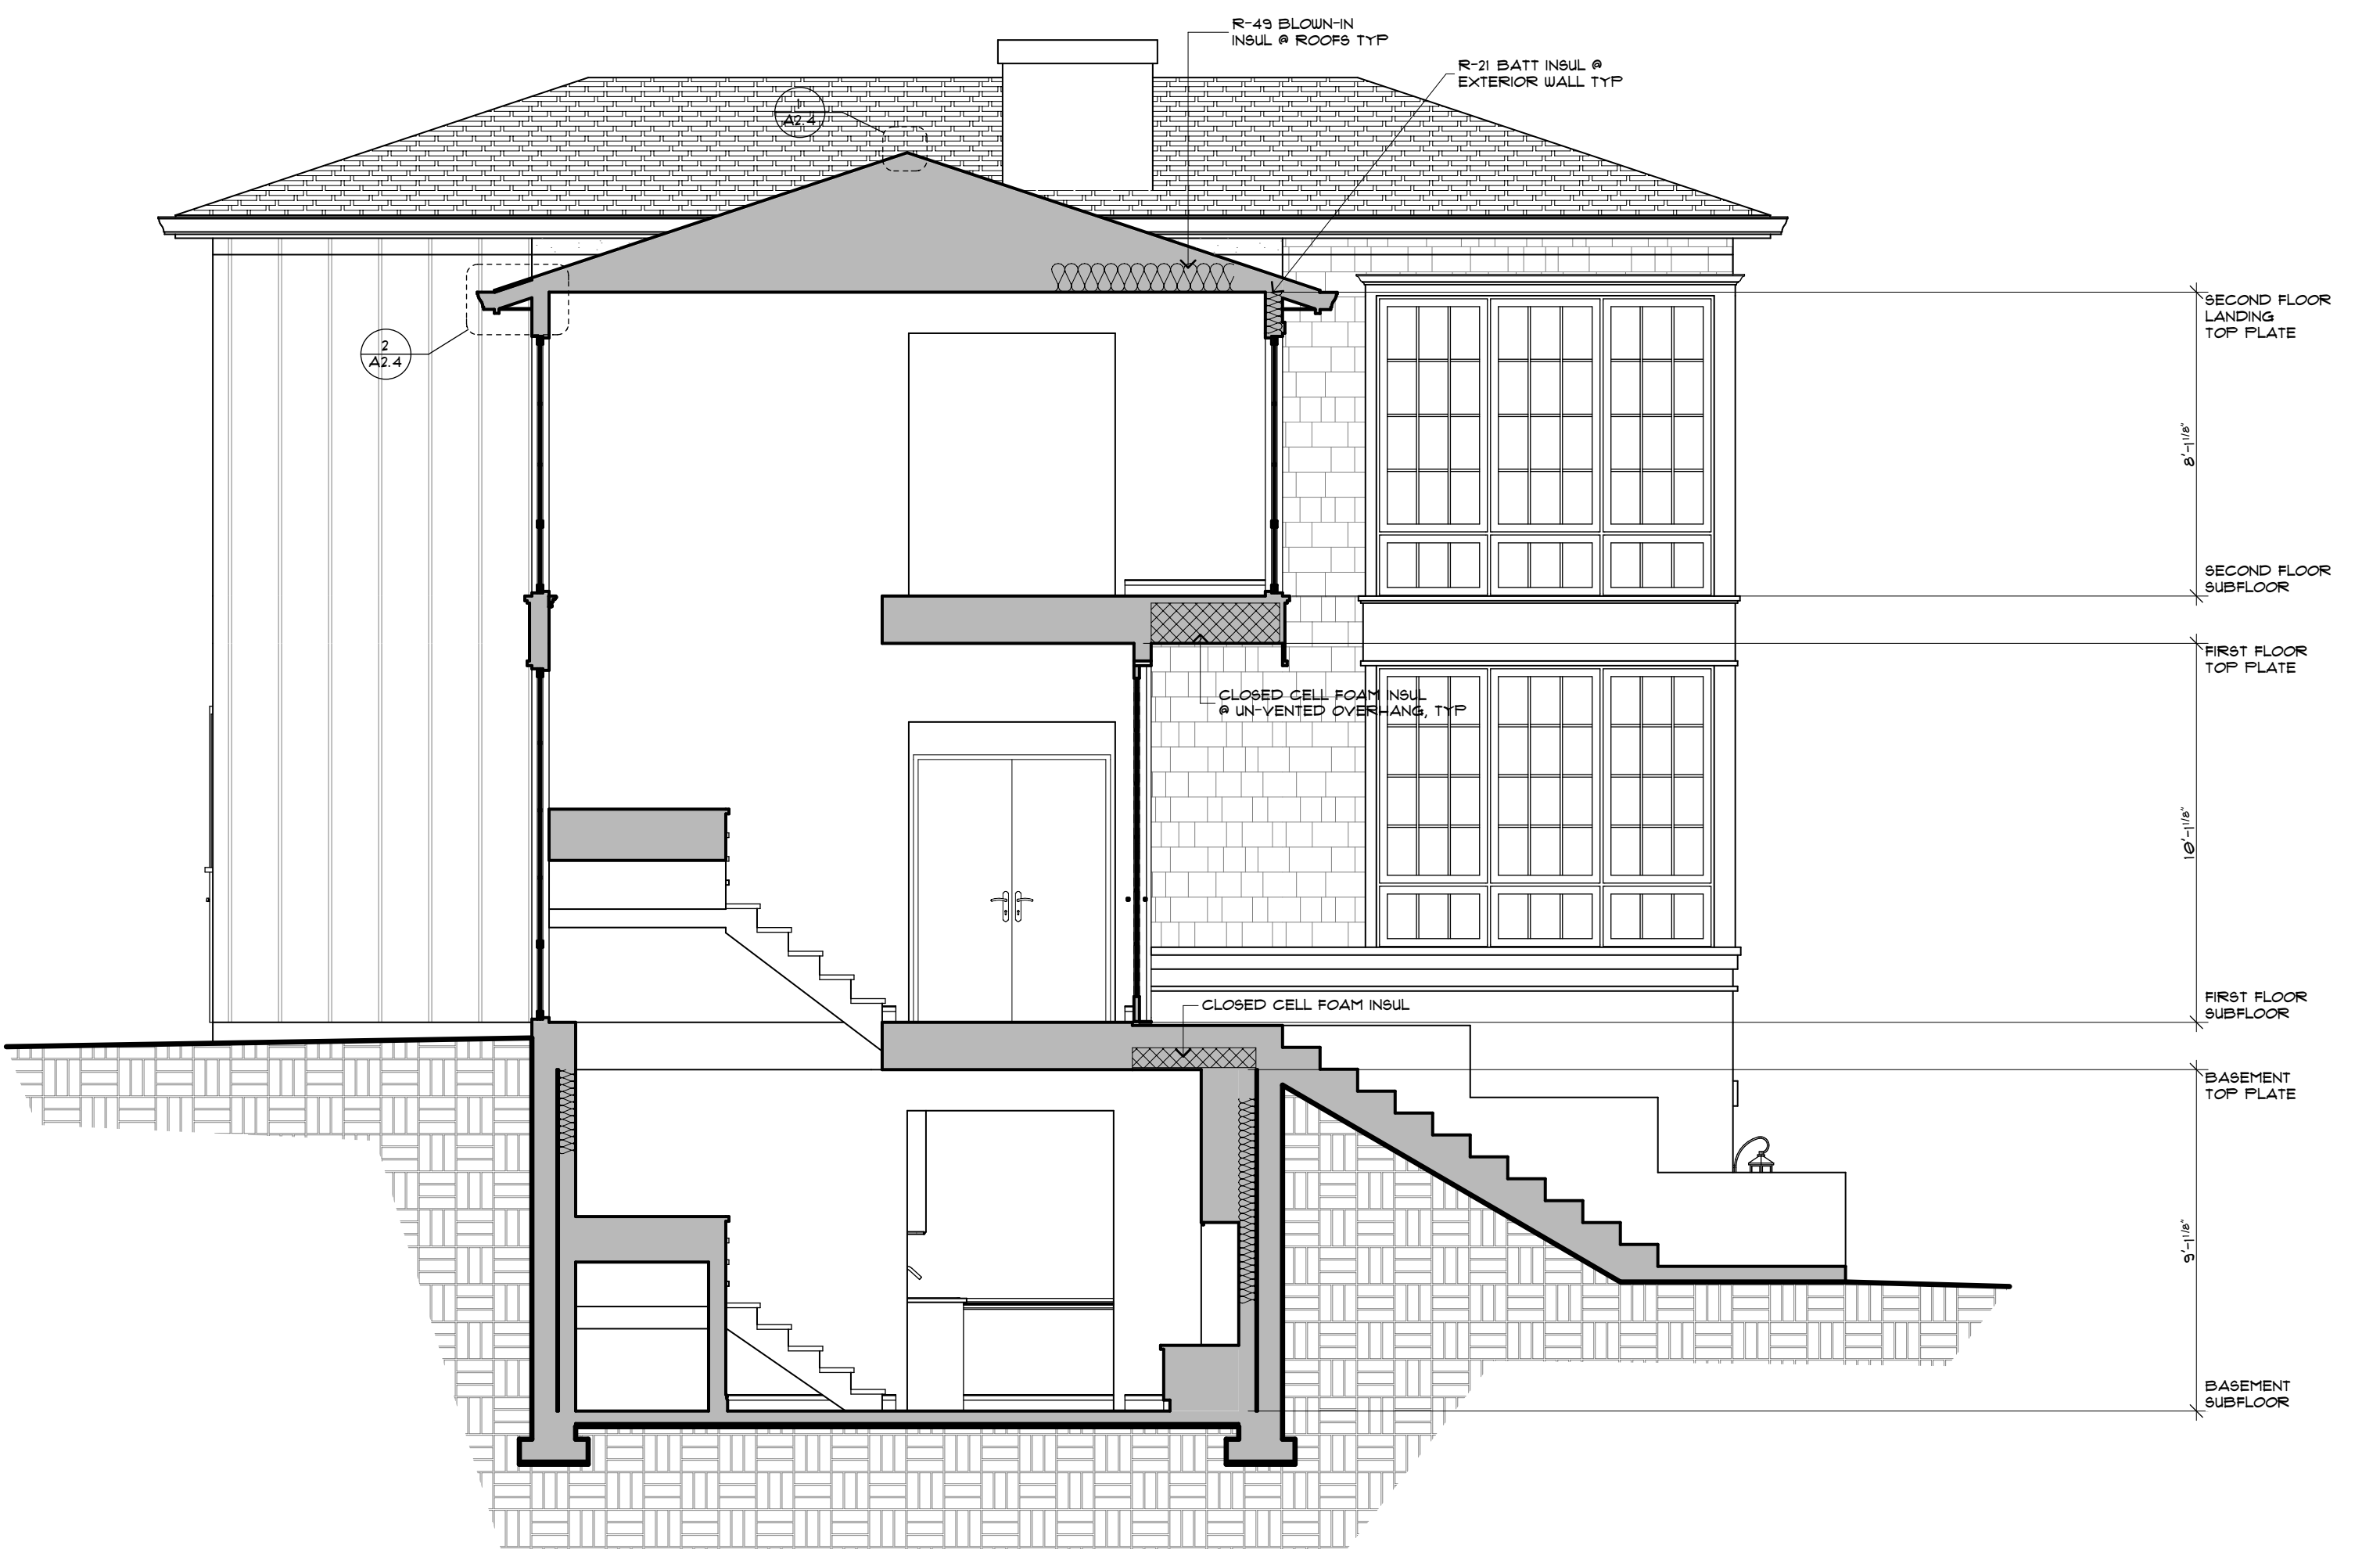 R-49 BLOWN-IN
INSUL @ ROOFS TYP
R-21 BATT INSUL @
EXTERIOR WALL TYP
1
A2.4
2
A2.4
SECOND FLOOR
LANDING
TOP PLATE
8'-1 1/8"
SECOND FLOOR
SUBFLOOR
FIRST FLOOR
TOP PLATE
CLOSED CELL FOAM INSUL
@ UN-VENTED OVERHANG, TYP
10'-1 1/8"
CLOSED CELL FOAM INSUL
FIRST FLOOR
SUBFLOOR
BASEMENT
TOP PLATE
9'-1 1/8"
BASEMENT
SUBFLOOR